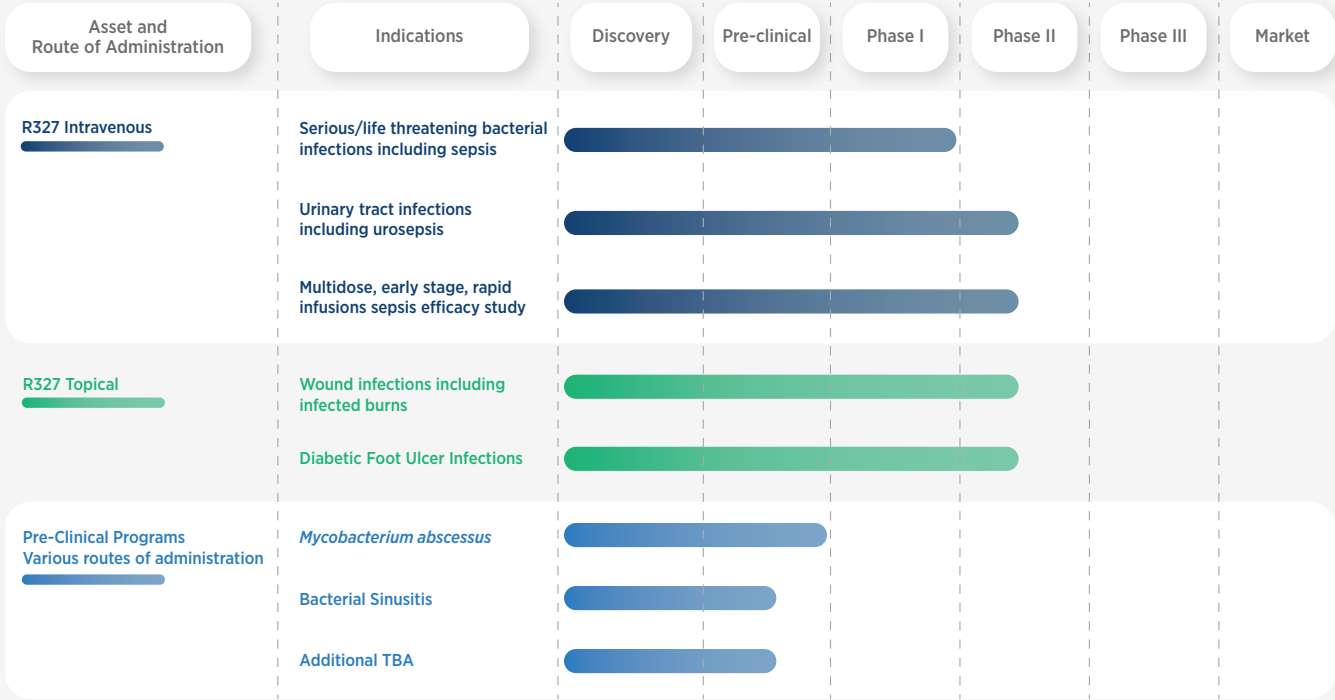 Asset and
Route of Administration
Indications
Discovery
Pre-clinical
Phase I
Phase II
Phase III
Market
R327 Intravenous
Serious/life threatening bacterial
infections including sepsis
Urinary tract infections
including urosepsis
Multidose, early stage, rapid
infusions sepsis efficacy study
R327 Topical
Wound infections including
infected burns
Diabetic Foot Ulcer Infections
Pre-Clinical Programs
Various routes of administration
Mycobacterium abscessus
Bacterial Sinusitis
Additional TBA